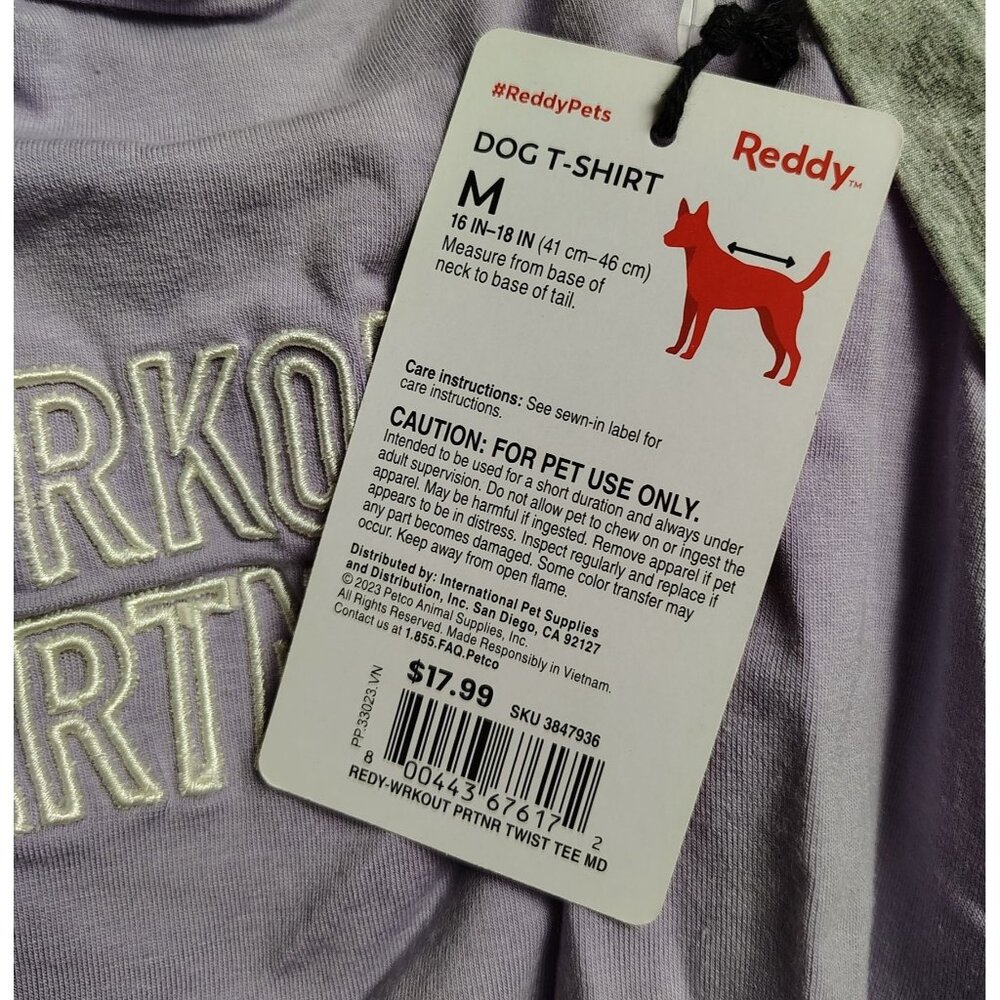 #ReddyPets
Reddy™
DOG T-SHIRT
M
16 IN–18 IN (41 cm–46 cm)
Measure from base of
neck to base of tail.
Care instructions: See sewn-in label for
care instructions.
CAUTION: FOR PET USE ONLY.
Intended to be used for a short duration and always under
adult supervision. Do not allow pet to chew on or ingest the
apparel. May be harmful if ingested. Remove apparel if pet
appears to be in distress. Inspect regularly and replace if
any part becomes damaged. Some color transfer may
occur. Keep away from open flame.
Distributed by: International Pet Supplies
and Distribution, Inc. San Diego, CA 92127
© 2023 Petco Animal Supplies, Inc.
All Rights Reserved. Made Responsibly in Vietnam.
Contact us at 1.855.FAQ.Petco
PP.33023.VN
$17.99
SKU 3847936
8 00443 67617 2
REDY-WRKOUT PRTNR TWIST TEE MD
RKO
RT